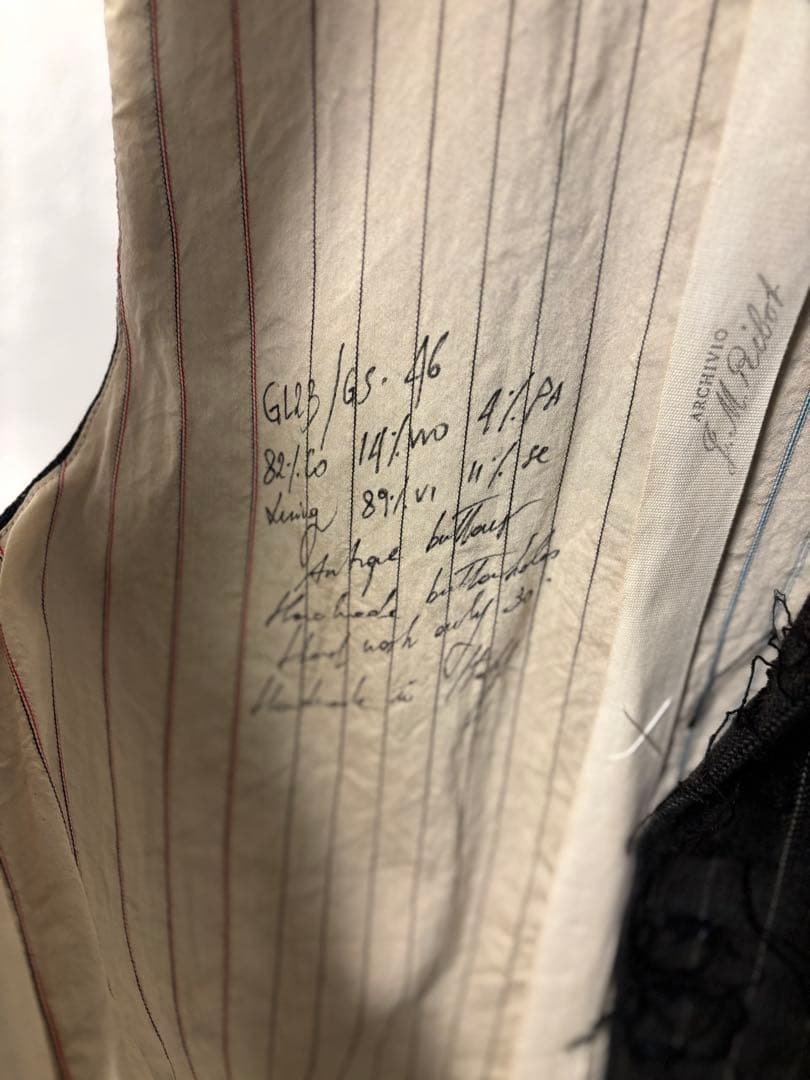 GL23/GS. 46
82% Co 14% WO 4% PA
Lining 89% VI 11% SE
Antique buttons
Handmade buttonholes
Hand wash only 30.
Handmade in Italy
ARCHIVIO
J. M. Ribot